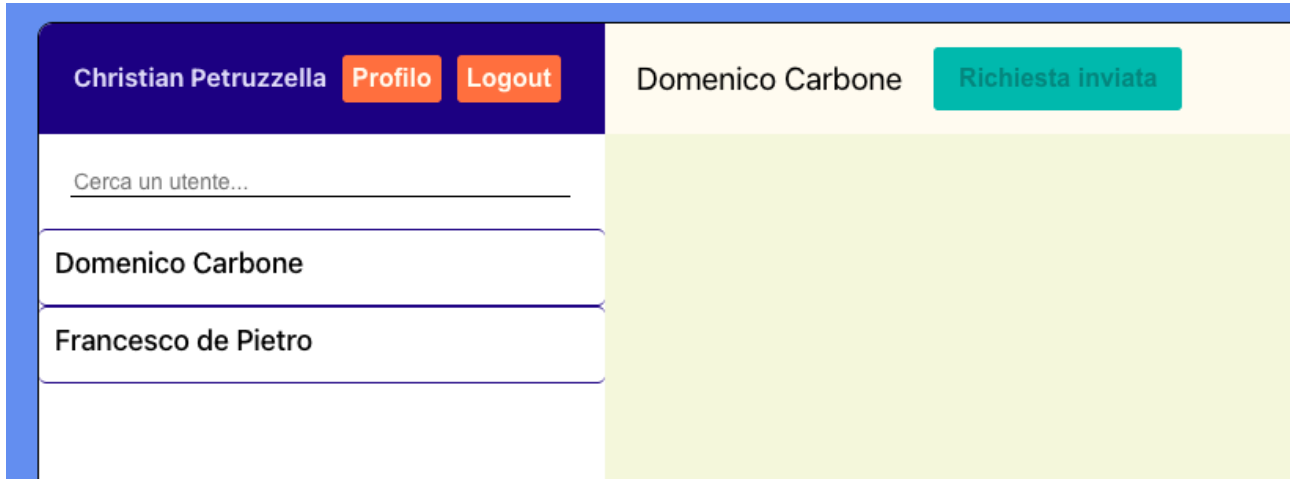 Christian Petruzzella Profilo Logout
Domenico Carbone Richiesta inviata
Cerca un utente...
Domenico Carbone
Francesco de Pietro